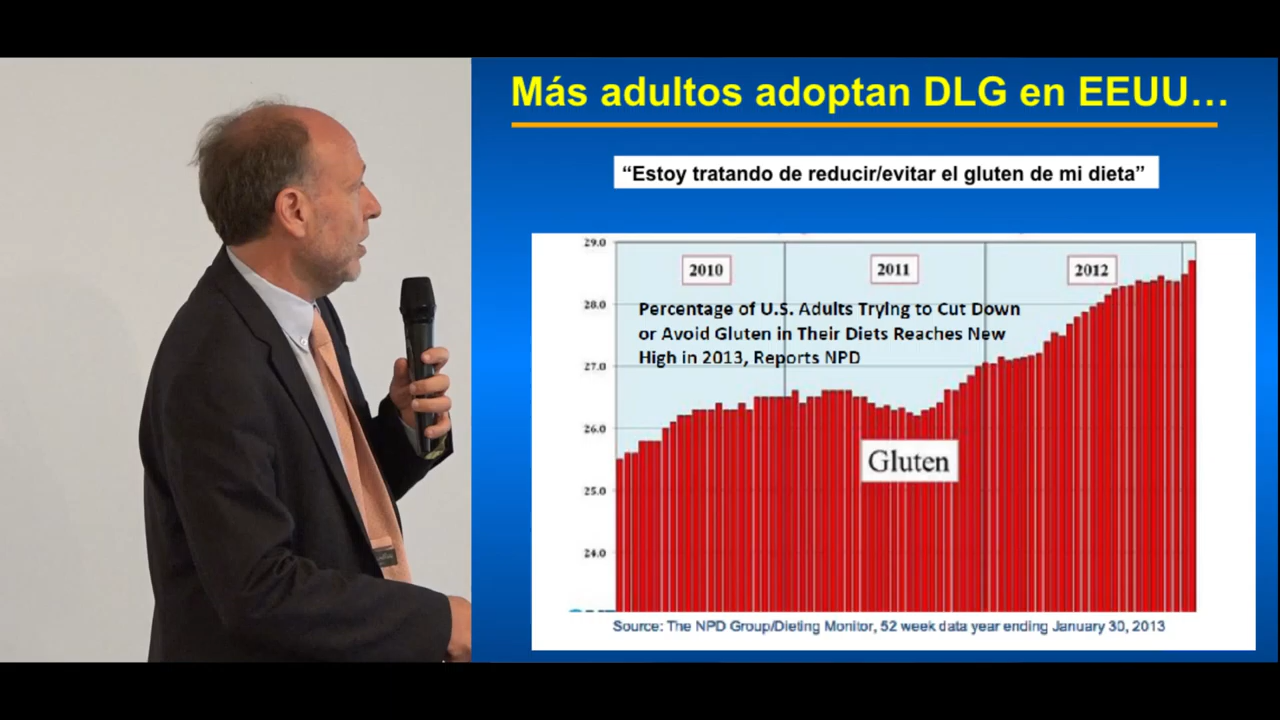 Más adultos adoptan DLG en EEUU…
“Estoy tratando de reducir/evitar el gluten de mi dieta”
29.0
2010
2011
2012
28.0
Percentage of U.S. Adults Trying to Cut Down
or Avoid Gluten in Their Diets Reaches New
High in 2013, Reports NPD
27.0
26.0
Gluten
25.0
24.0
Source: The NPD Group/Dieting Monitor, 52 week data year ending January 30, 2013